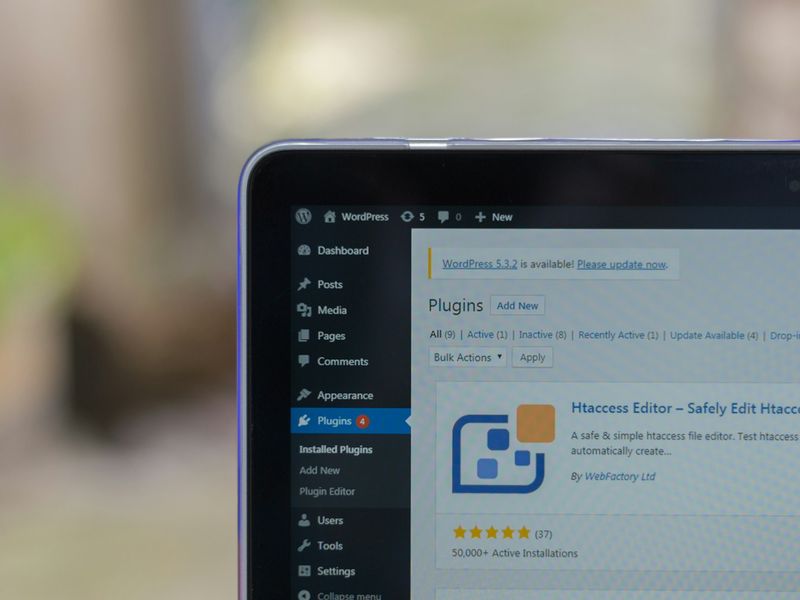 WordPress 5 0 New
Dashboard
Posts
Media
Pages
Comments
Appearance
Plugins 4
Installed Plugins
Add New
Plugin Editor
Users
Tools
Settings
Collapse menu
WordPress 5.3.2 is available! Please update now.
Plugins Add New
All (9) | Active (1) | Inactive (8) | Recently Active (1) | Update Available (4) | Drop-i
Bulk Actions Apply
Htaccess Editor – Safely Edit Htacce
A safe & simple htaccess file editor. Test htaccess
automatically create...
By WebFactory Ltd
(37)
50,000+ Active Installations